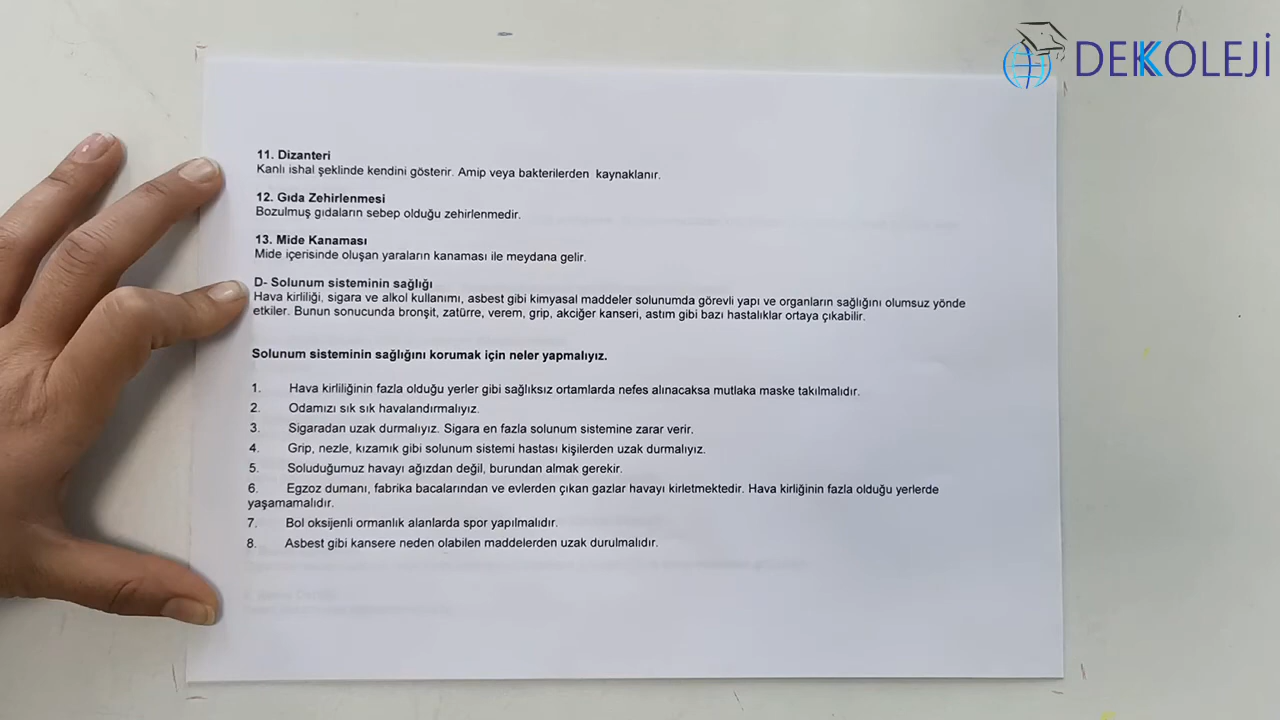 DEKKOLEJİ
11. Dizanteri
Kanlı ishal şeklinde kendini gösterir. Amip veya bakterilerden kaynaklanır.
12. Gıda Zehirlenmesi
Bozulmuş gıdaların sebep olduğu zehirlenmedir.
13. Mide Kanaması
Mide içerisinde oluşan yaraların kanaması ile meydana gelir.
D- Solunum sisteminin sağlığı
Hava kirliliği, sigara ve alkol kullanımı, asbest gibi kimyasal maddeler solunumda görevli yapı ve organların sağlığını olumsuz yönde
etkiler. Bunun sonucunda bronşit, zatürre, verem, grip, akciğer kanseri, astım gibi bazı hastalıklar ortaya çıkabilir.
Solunum sisteminin sağlığını korumak için neler yapmalıyız.
1. Hava kirliliğinin fazla olduğu yerler gibi sağlıksız ortamlarda nefes alınacaksa mutlaka maske takılmalıdır.
2. Odamızı sık sık havalandırmalıyız.
3. Sigaradan uzak durmalıyız. Sigara en fazla solunum sistemine zarar verir.
4. Grip, nezle, kızamık gibi solunum sistemi hastası kişilerden uzak durmalıyız.
5. Soluduğumuz havayı ağızdan değil, burundan almak gerekir.
6. Egzoz dumanı, fabrika bacalarından ve evlerden çıkan gazlar havayı kirletmektedir. Hava kirliğinin fazla olduğu yerlerde
yaşamamalıdır.
7. Bol oksijenli ormanlık alanlarda spor yapılmalıdır.
8. Asbest gibi kansere neden olabilen maddelerden uzak durulmalıdır.